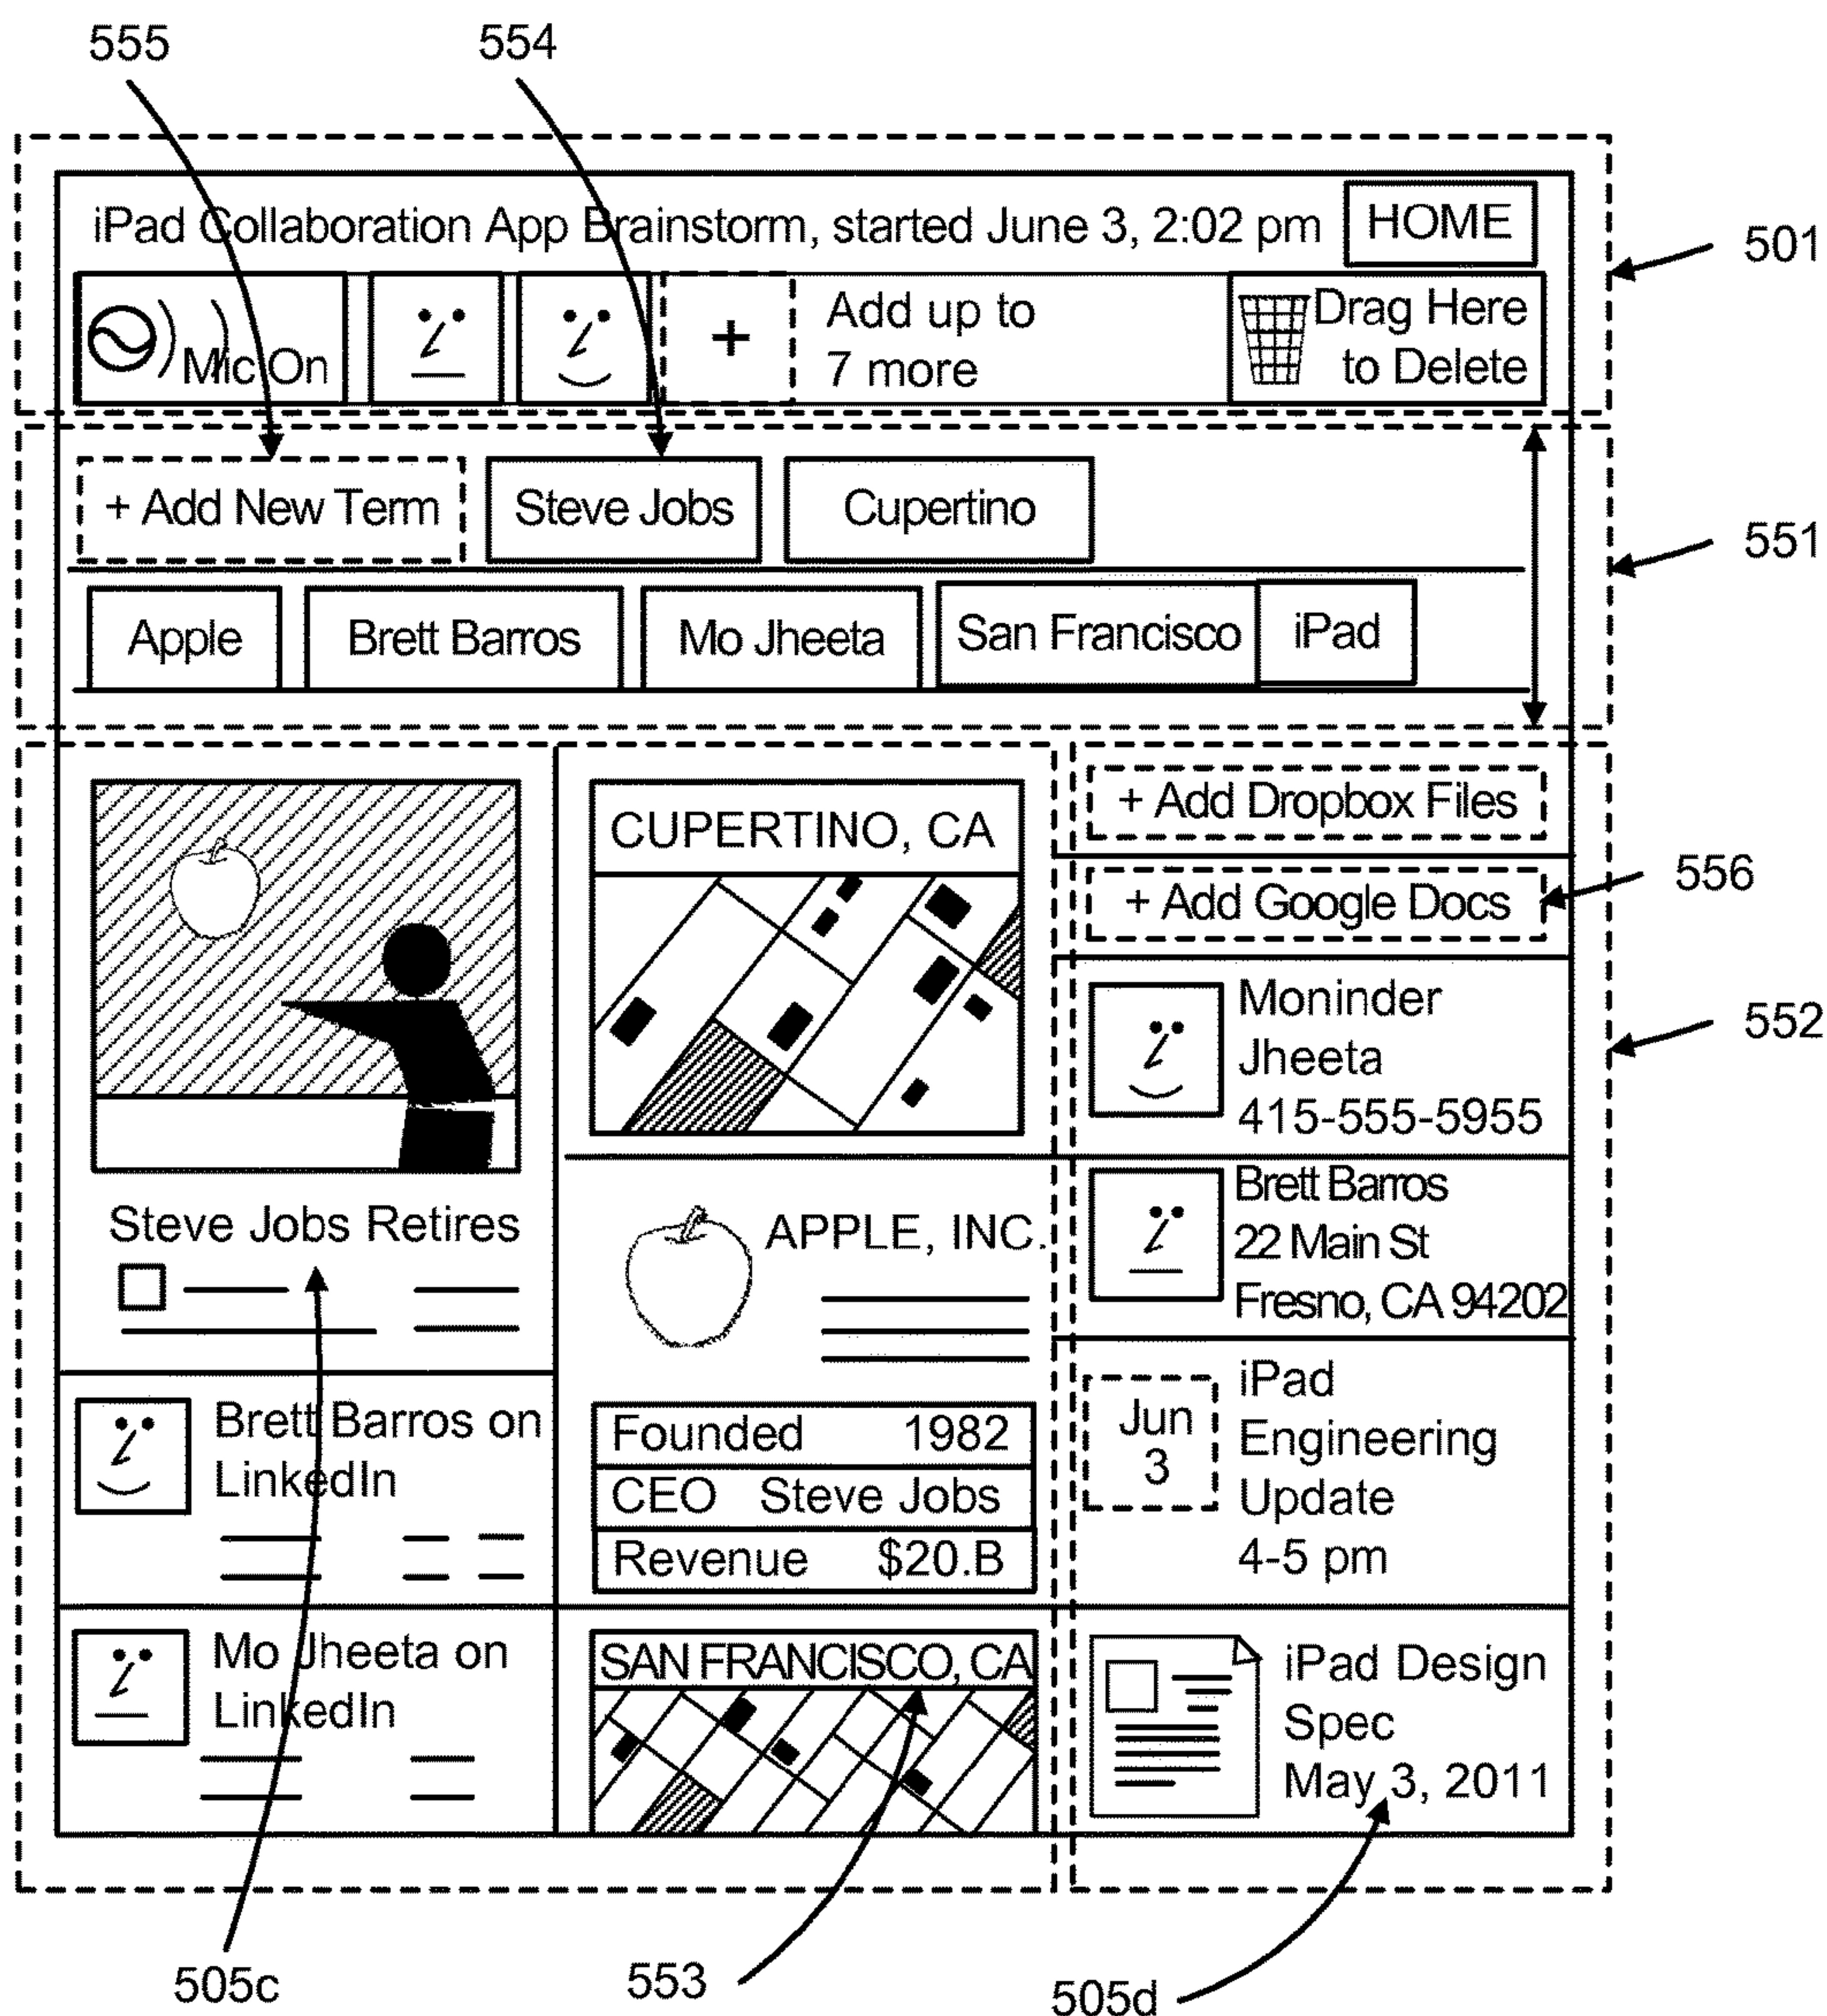 555
554
iPad Collaboration App Brainstorm, started June 3, 2:02 pm
HOME
501
Mic On
+
Add up to
7 more
Drag Here
to Delete
+ Add New Term
Steve Jobs
Cupertino
551
Apple
Brett Barros
Mo Jheeta
San Francisco
iPad
Steve Jobs Retires
Brett Barros on
LinkedIn
Mo Jheeta on
LinkedIn
CUPERTINO, CA
APPLE, INC.
Founded 1982
CEO Steve Jobs
Revenue $20.B
SAN FRANCISCO, CA
+ Add Dropbox Files
+ Add Google Docs
556
Moninder
Jheeta
415-555-5955
552
Brett Barros
22 Main St
Fresno, CA 94202
Jun
3
iPad
Engineering
Update
4-5 pm
iPad Design
Spec
May 3, 2011
505c
553
505d